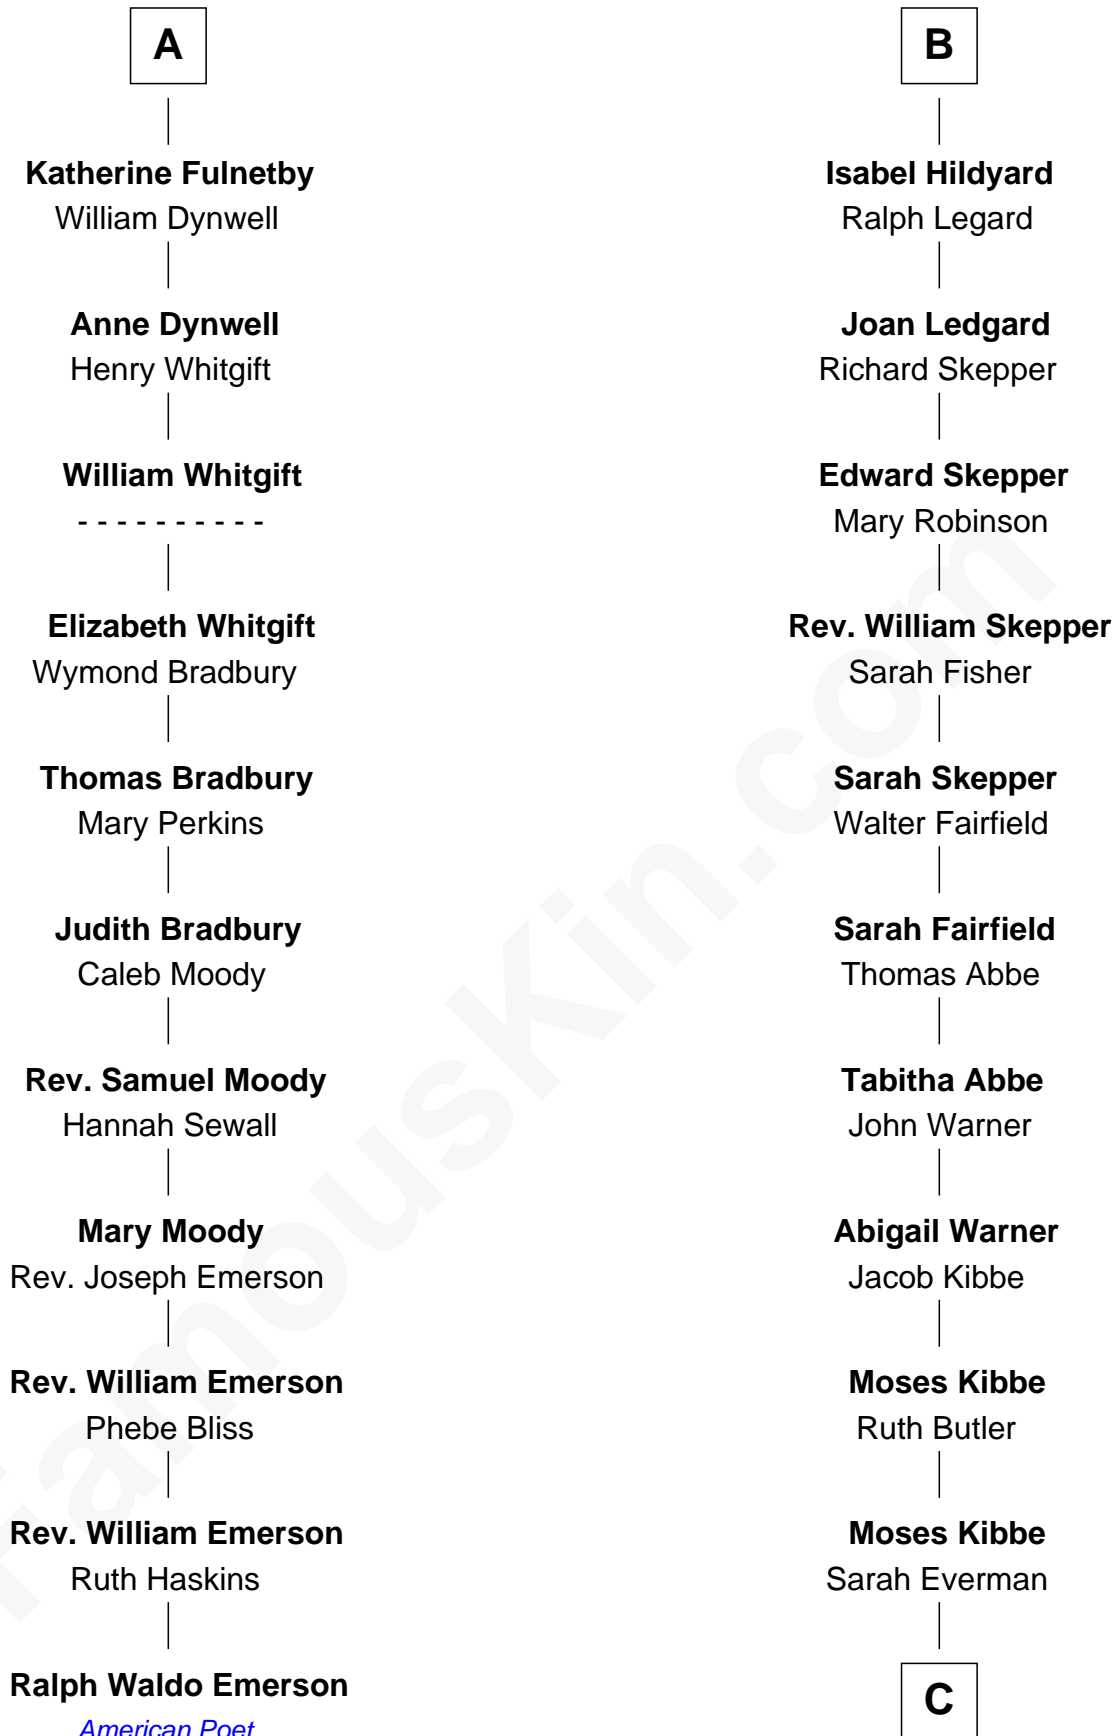 A
Katherine Fulnetby
William Dynwell
Anne Dynwell
Henry Whitgift
William Whitgift
- - - - - - - - - -
Elizabeth Whitgift
Wymond Bradbury
Thomas Bradbury
Mary Perkins
Judith Bradbury
Caleb Moody
Rev. Samuel Moody
Hannah Sewall
Mary Moody
Rev. Joseph Emerson
Rev. William Emerson
Phebe Bliss
Rev. William Emerson
Ruth Haskins
Ralph Waldo Emerson
American Poet
B
Isabel Hildyard
Ralph Legard
Joan Ledgard
Richard Skepper
Edward Skepper
Mary Robinson
Rev. William Skepper
Sarah Fisher
Sarah Skepper
Walter Fairfield
Sarah Fairfield
Thomas Abbe
Tabitha Abbe
John Warner
Abigail Warner
Jacob Kibbe
Moses Kibbe
Ruth Butler
Moses Kibbe
Sarah Everman
C
FamousKin.com